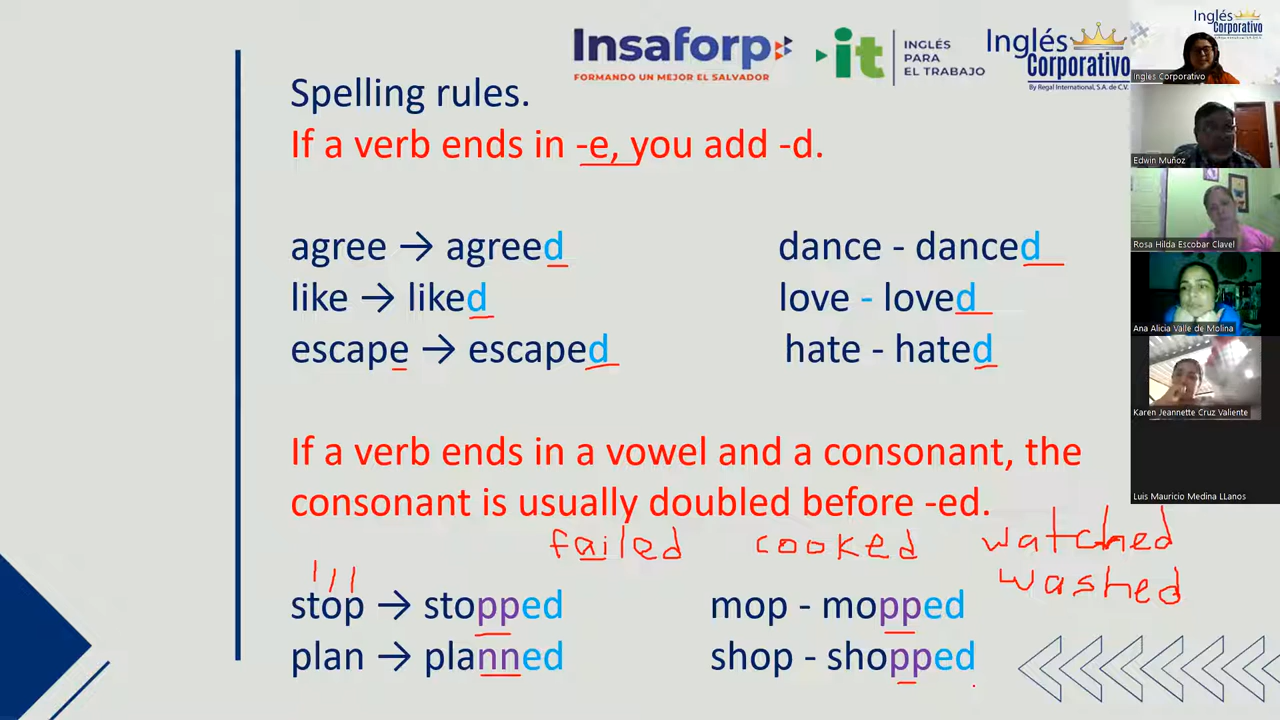 Insaforp
FORMANDO UN MEJOR EL SALVADOR
it
INGLÉS
PARA
EL TRABAJO
Inglés
Corporativo
By Regal International, S.A. de C.V.
Inglés
Corporativo
Ingles Corporativo
Edwin Muñoz
Rosa Hilda Escobar Clavel
Ana Alicia Valle de Molina
Karen Jeannette Cruz Valiente
Luis Mauricio Medina LLanos
Spelling rules.
If a verb ends in -e, you add -d.
agree → agreed dance - danced
like → liked love - loved
escape → escaped hate - hated
If a verb ends in a vowel and a consonant, the
consonant is usually doubled before -ed.
failed cooked watched
washed
stop → stopped mop - mopped
plan → planned shop - shopped